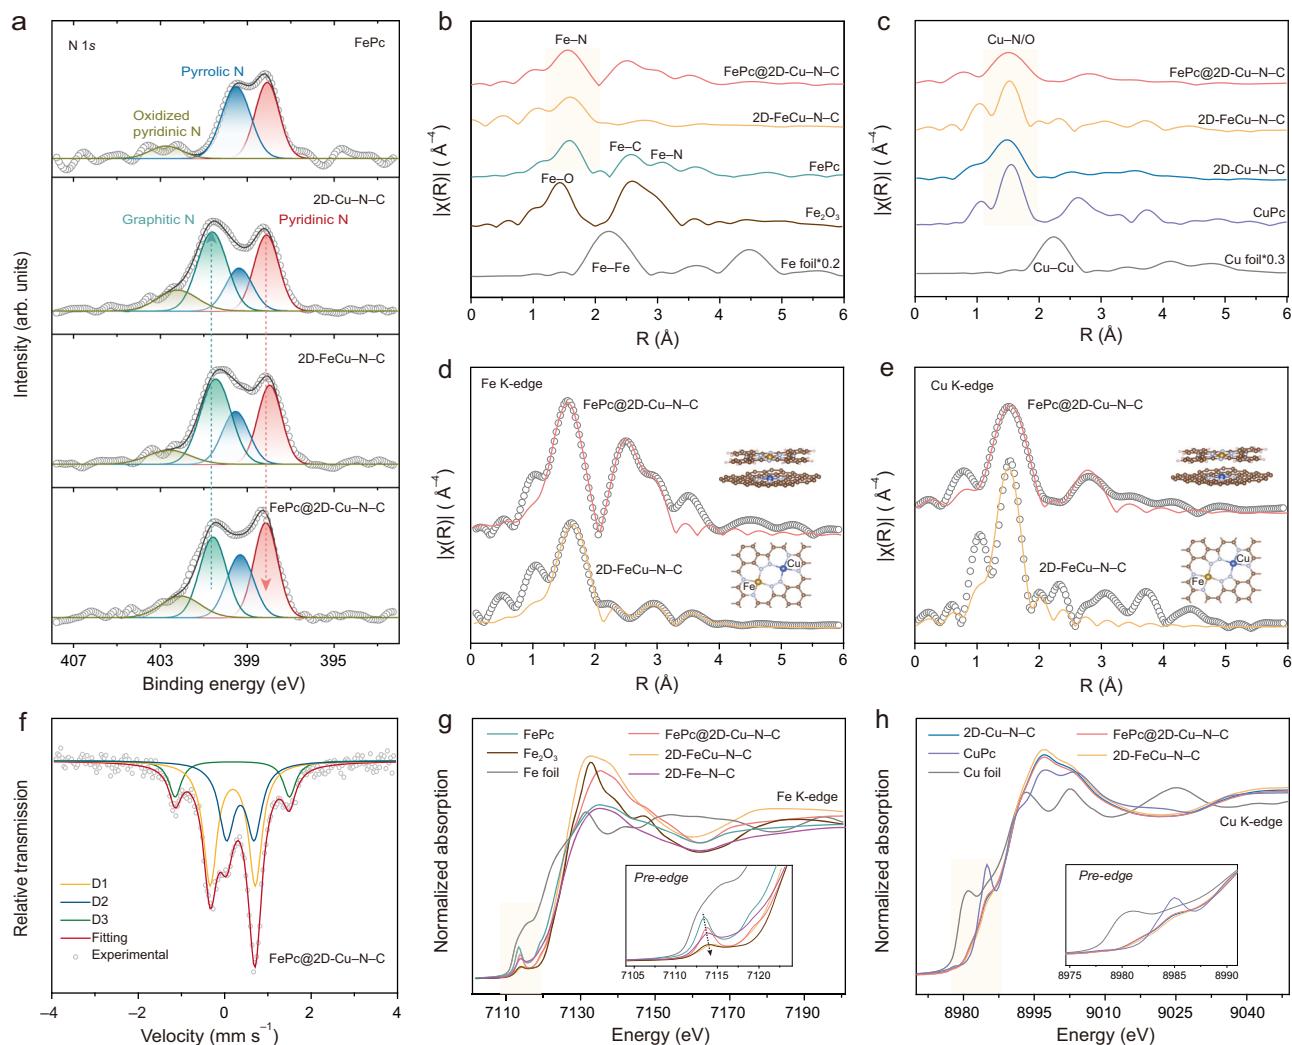 a
N 1s
FePc
Pyrrolic N
Oxidized
pyridinic N
2D-Cu–N–C
Graphitic N
Pyridinic N
2D-FeCu–N–C
FePc@2D-Cu–N–C
Intensity (arb. units)
407 403 399 395
Binding energy (eV)
b
Fe–N
FePc@2D-Cu–N–C
2D-FeCu–N–C
Fe–C
Fe–N
FePc
Fe–O
Fe₂O₃
Fe–Fe
Fe foil*0.2
|χ(R)| ( Å⁻⁴)
0 1 2 3 4 5 6
R (Å)
c
Cu–N/O
FePc@2D-Cu–N–C
2D-FeCu–N–C
2D-Cu–N–C
CuPc
Cu–Cu
Cu foil*0.3
|χ(R)| ( Å⁻⁴)
0 1 2 3 4 5 6
R (Å)
d
Fe K-edge
FePc@2D-Cu–N–C
2D-FeCu–N–C
Cu
Fe
|χ(R)| ( Å⁻⁴)
0 1 2 3 4 5 6
R (Å)
e
Cu K-edge
FePc@2D-Cu–N–C
2D-FeCu–N–C
Cu
Fe
|χ(R)| ( Å⁻⁴)
0 1 2 3 4 5 6
R (Å)
f
Relative transmission
D1
D2
D3
Fitting
Experimental
FePc@2D-Cu–N–C
–4 –2 0 2 4
Velocity (mm s⁻¹)
g
FePc
Fe₂O₃
Fe foil
FePc@2D-Cu–N–C
2D-FeCu–N–C
2D-Fe–N–C
Fe K-edge
Pre-edge
7105 7110 7115 7120
Normalized absorption
7110 7130 7150 7170 7190
Energy (eV)
h
2D-Cu–N–C
CuPc
Cu foil
FePc@2D-Cu–N–C
2D-FeCu–N–C
Cu K-edge
Pre-edge
8975 8980 8985 8990
Normalized absorption
8980 8995 9010 9025 9040
Energy (eV)